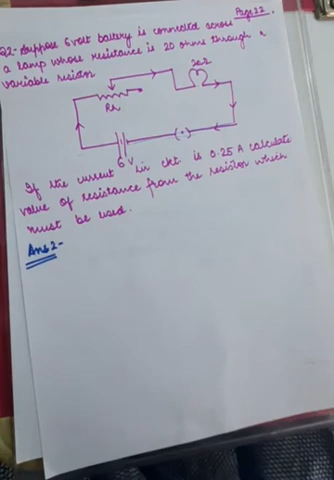 Page 22.
Q2- Suppose 6 volt battery is connected across
a lamp whose resistance is 20 ohms through a
variable resistor
20Ω
Rh
6 V
If the current in ckt is 0.25 A calculate
value of resistance from the resistor which
must be used.
Ans 2-